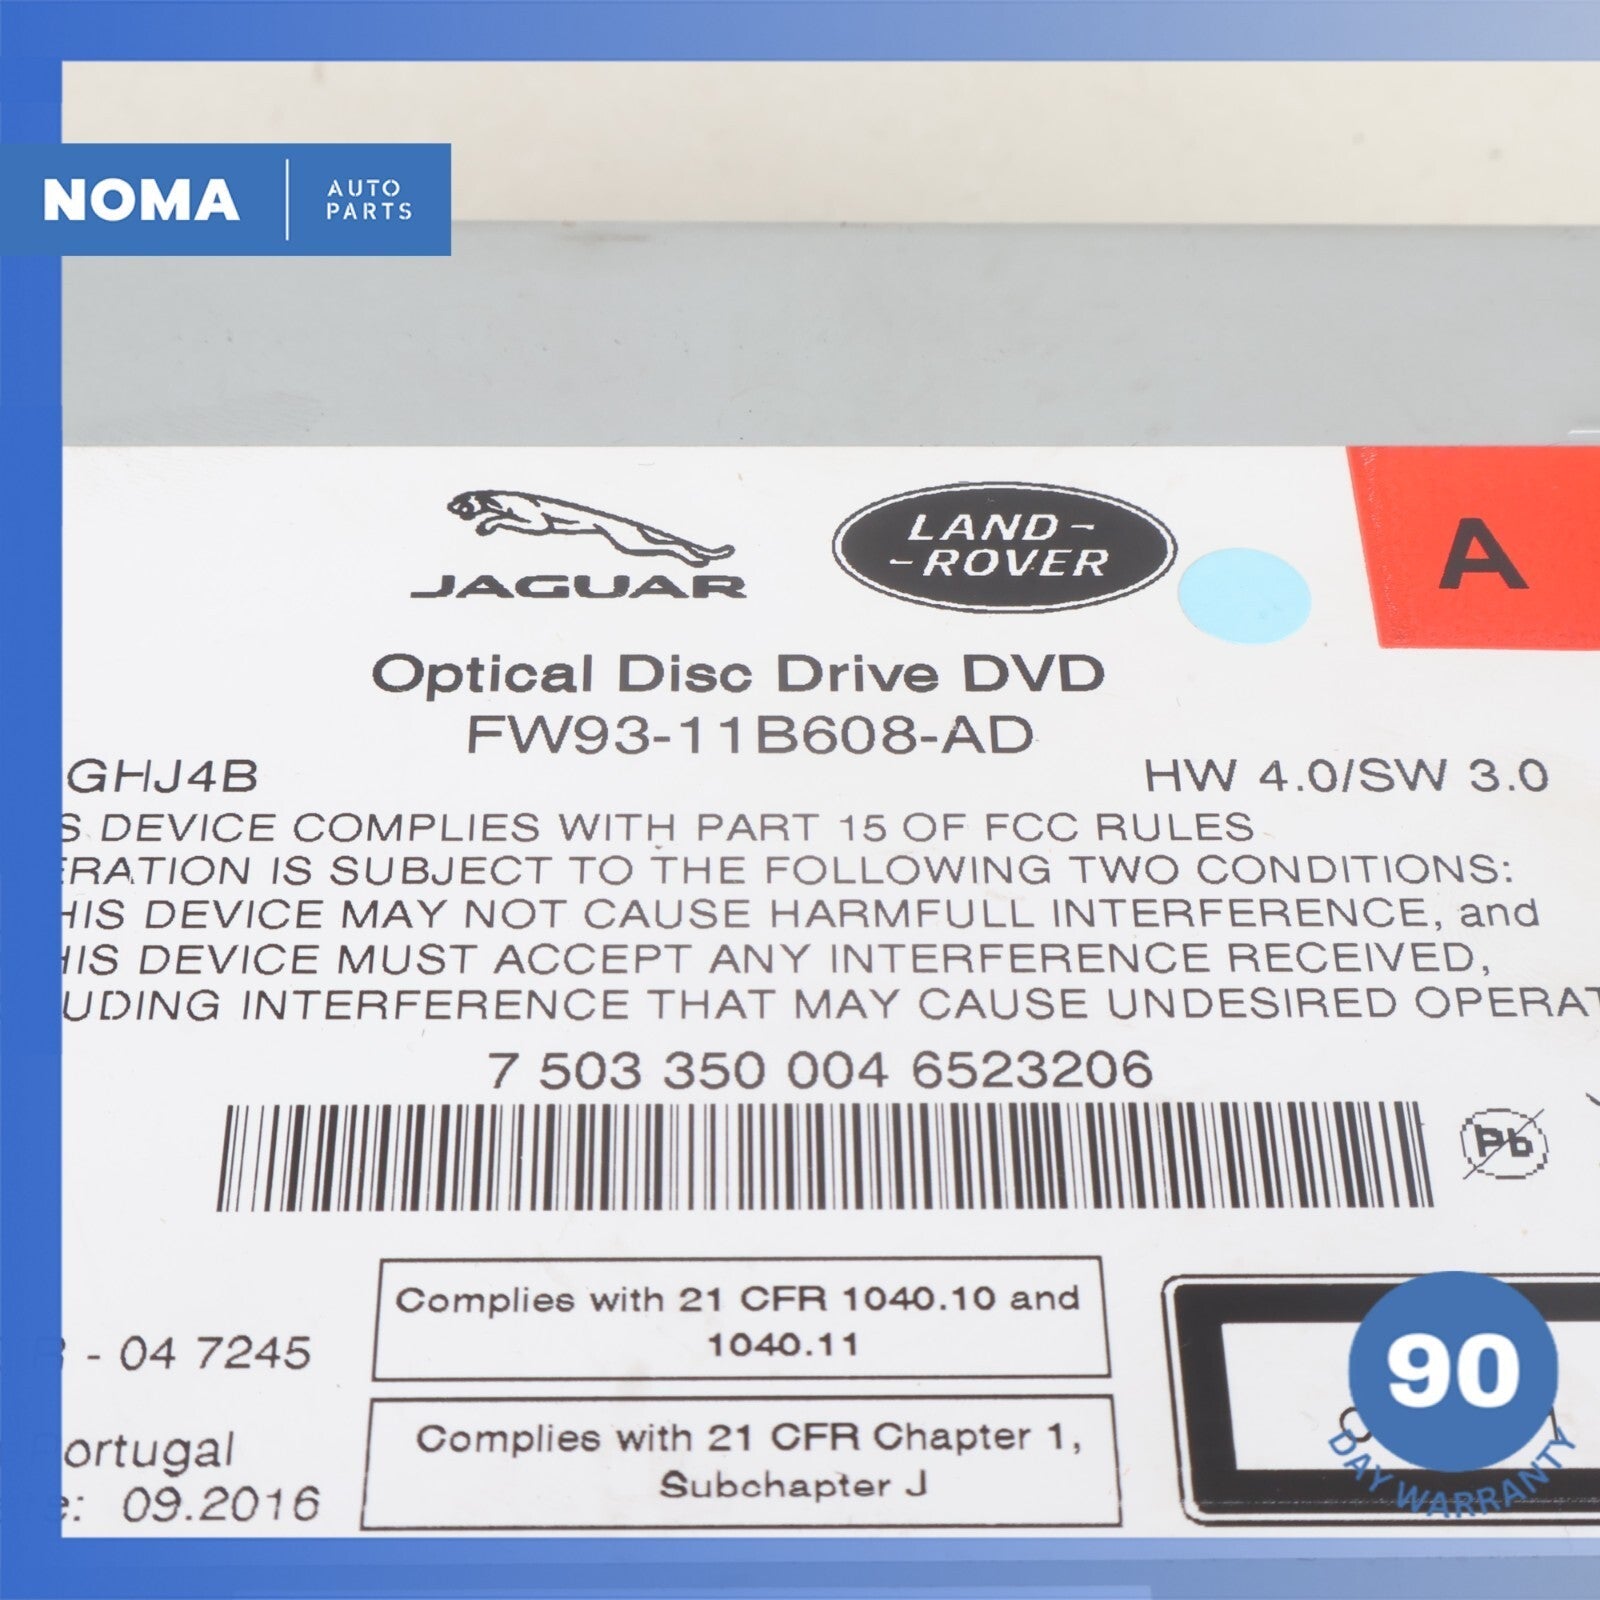 NOMA
AUTO
PARTS
JAGUAR
LAND-
-ROVER
A
Optical Disc Drive DVD
FW93-11B608-AD
GHJ4B
HW 4.0/SW 3.0
S DEVICE COMPLIES WITH PART 15 OF FCC RULES
ERATION IS SUBJECT TO THE FOLLOWING TWO CONDITIONS:
HIS DEVICE MAY NOT CAUSE HARMFULL INTERFERENCE, and
HIS DEVICE MUST ACCEPT ANY INTERFERENCE RECEIVED,
UDING INTERFERENCE THAT MAY CAUSE UNDESIRED OPERAT
7 503 350 004 6523206
Pb
Complies with 21 CFR 1040.10 and
1040.11
- 04 7245
Complies with 21 CFR Chapter 1,
Subchapter J
ortugal
e: 09.2016
90
DAY WARRANTY